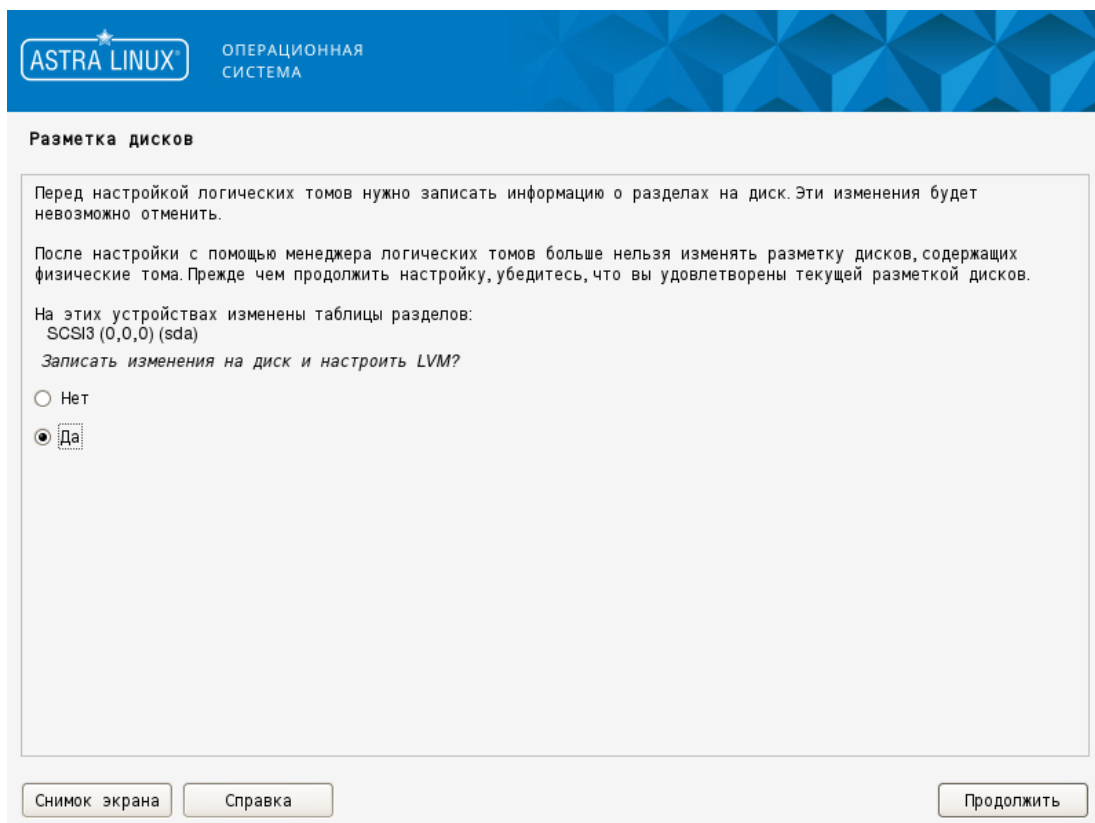 ASTRA LINUX®
ОПЕРАЦИОННАЯ
СИСТЕМА
Разметка дисков
Перед настройкой логических томов нужно записать информацию о разделах на диск. Эти изменения будет
невозможно отменить.
После настройки с помощью менеджера логических томов больше нельзя изменять разметку дисков, содержащих
физические тома. Прежде чем продолжить настройку, убедитесь, что вы удовлетворены текущей разметкой дисков.
На этих устройствах изменены таблицы разделов:
SCSI3 (0,0,0) (sda)
Записать изменения на диск и настроить LVM?
Нет
Да
Снимок экрана
Справка
Продолжить